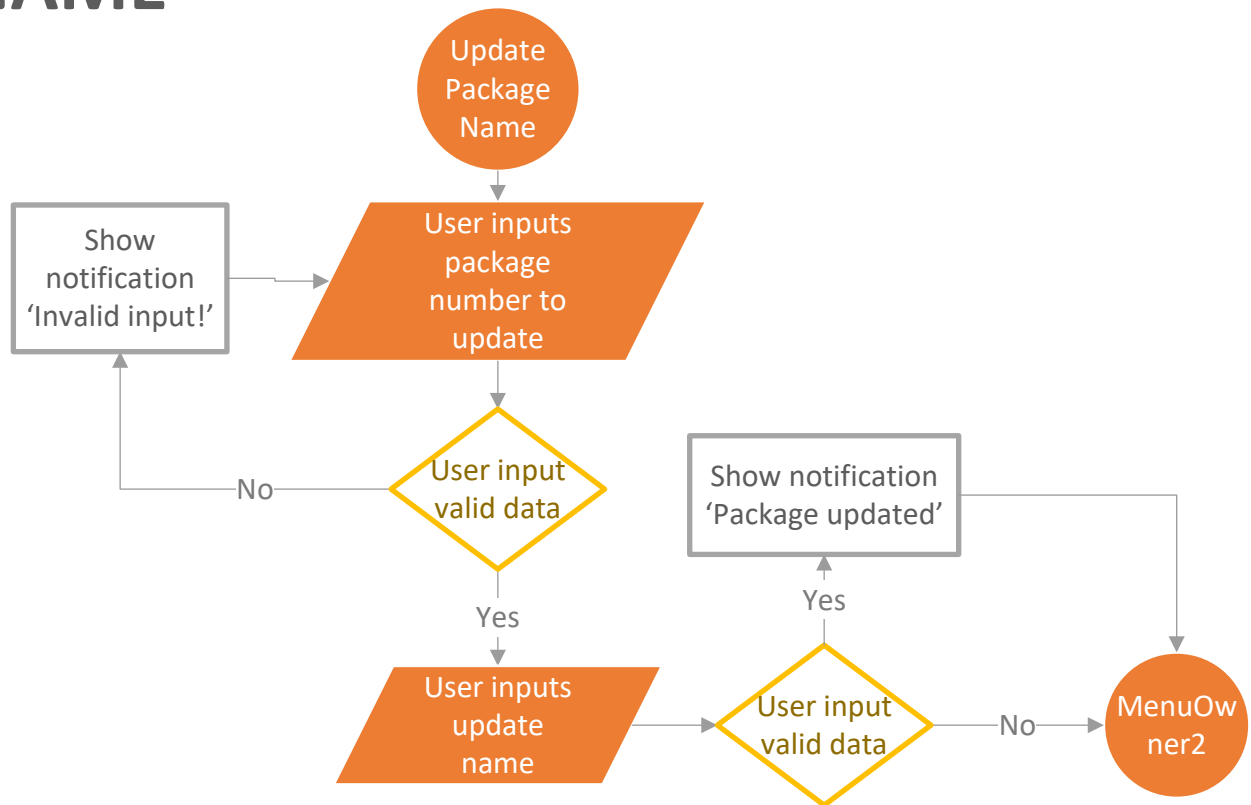 Update
Package
Name
User inputs
package
number to
update
Show
notification
‘Invalid input!’
User input
valid data
No
Yes
User inputs
update
name
User input
valid data
Yes
Show notification
‘Package updated’
No
MenuOw
ner2